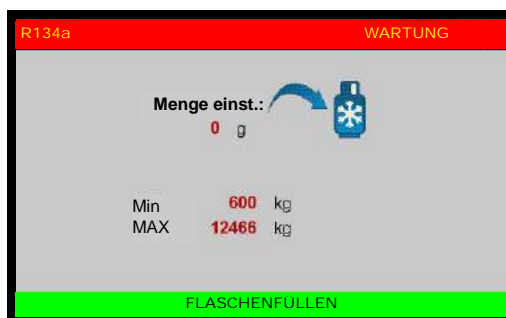 R134a WARTUNG
Menge einst.:
0 g
Min 600 kg
MAX 12466 kg
FLASCHENFÜLLEN